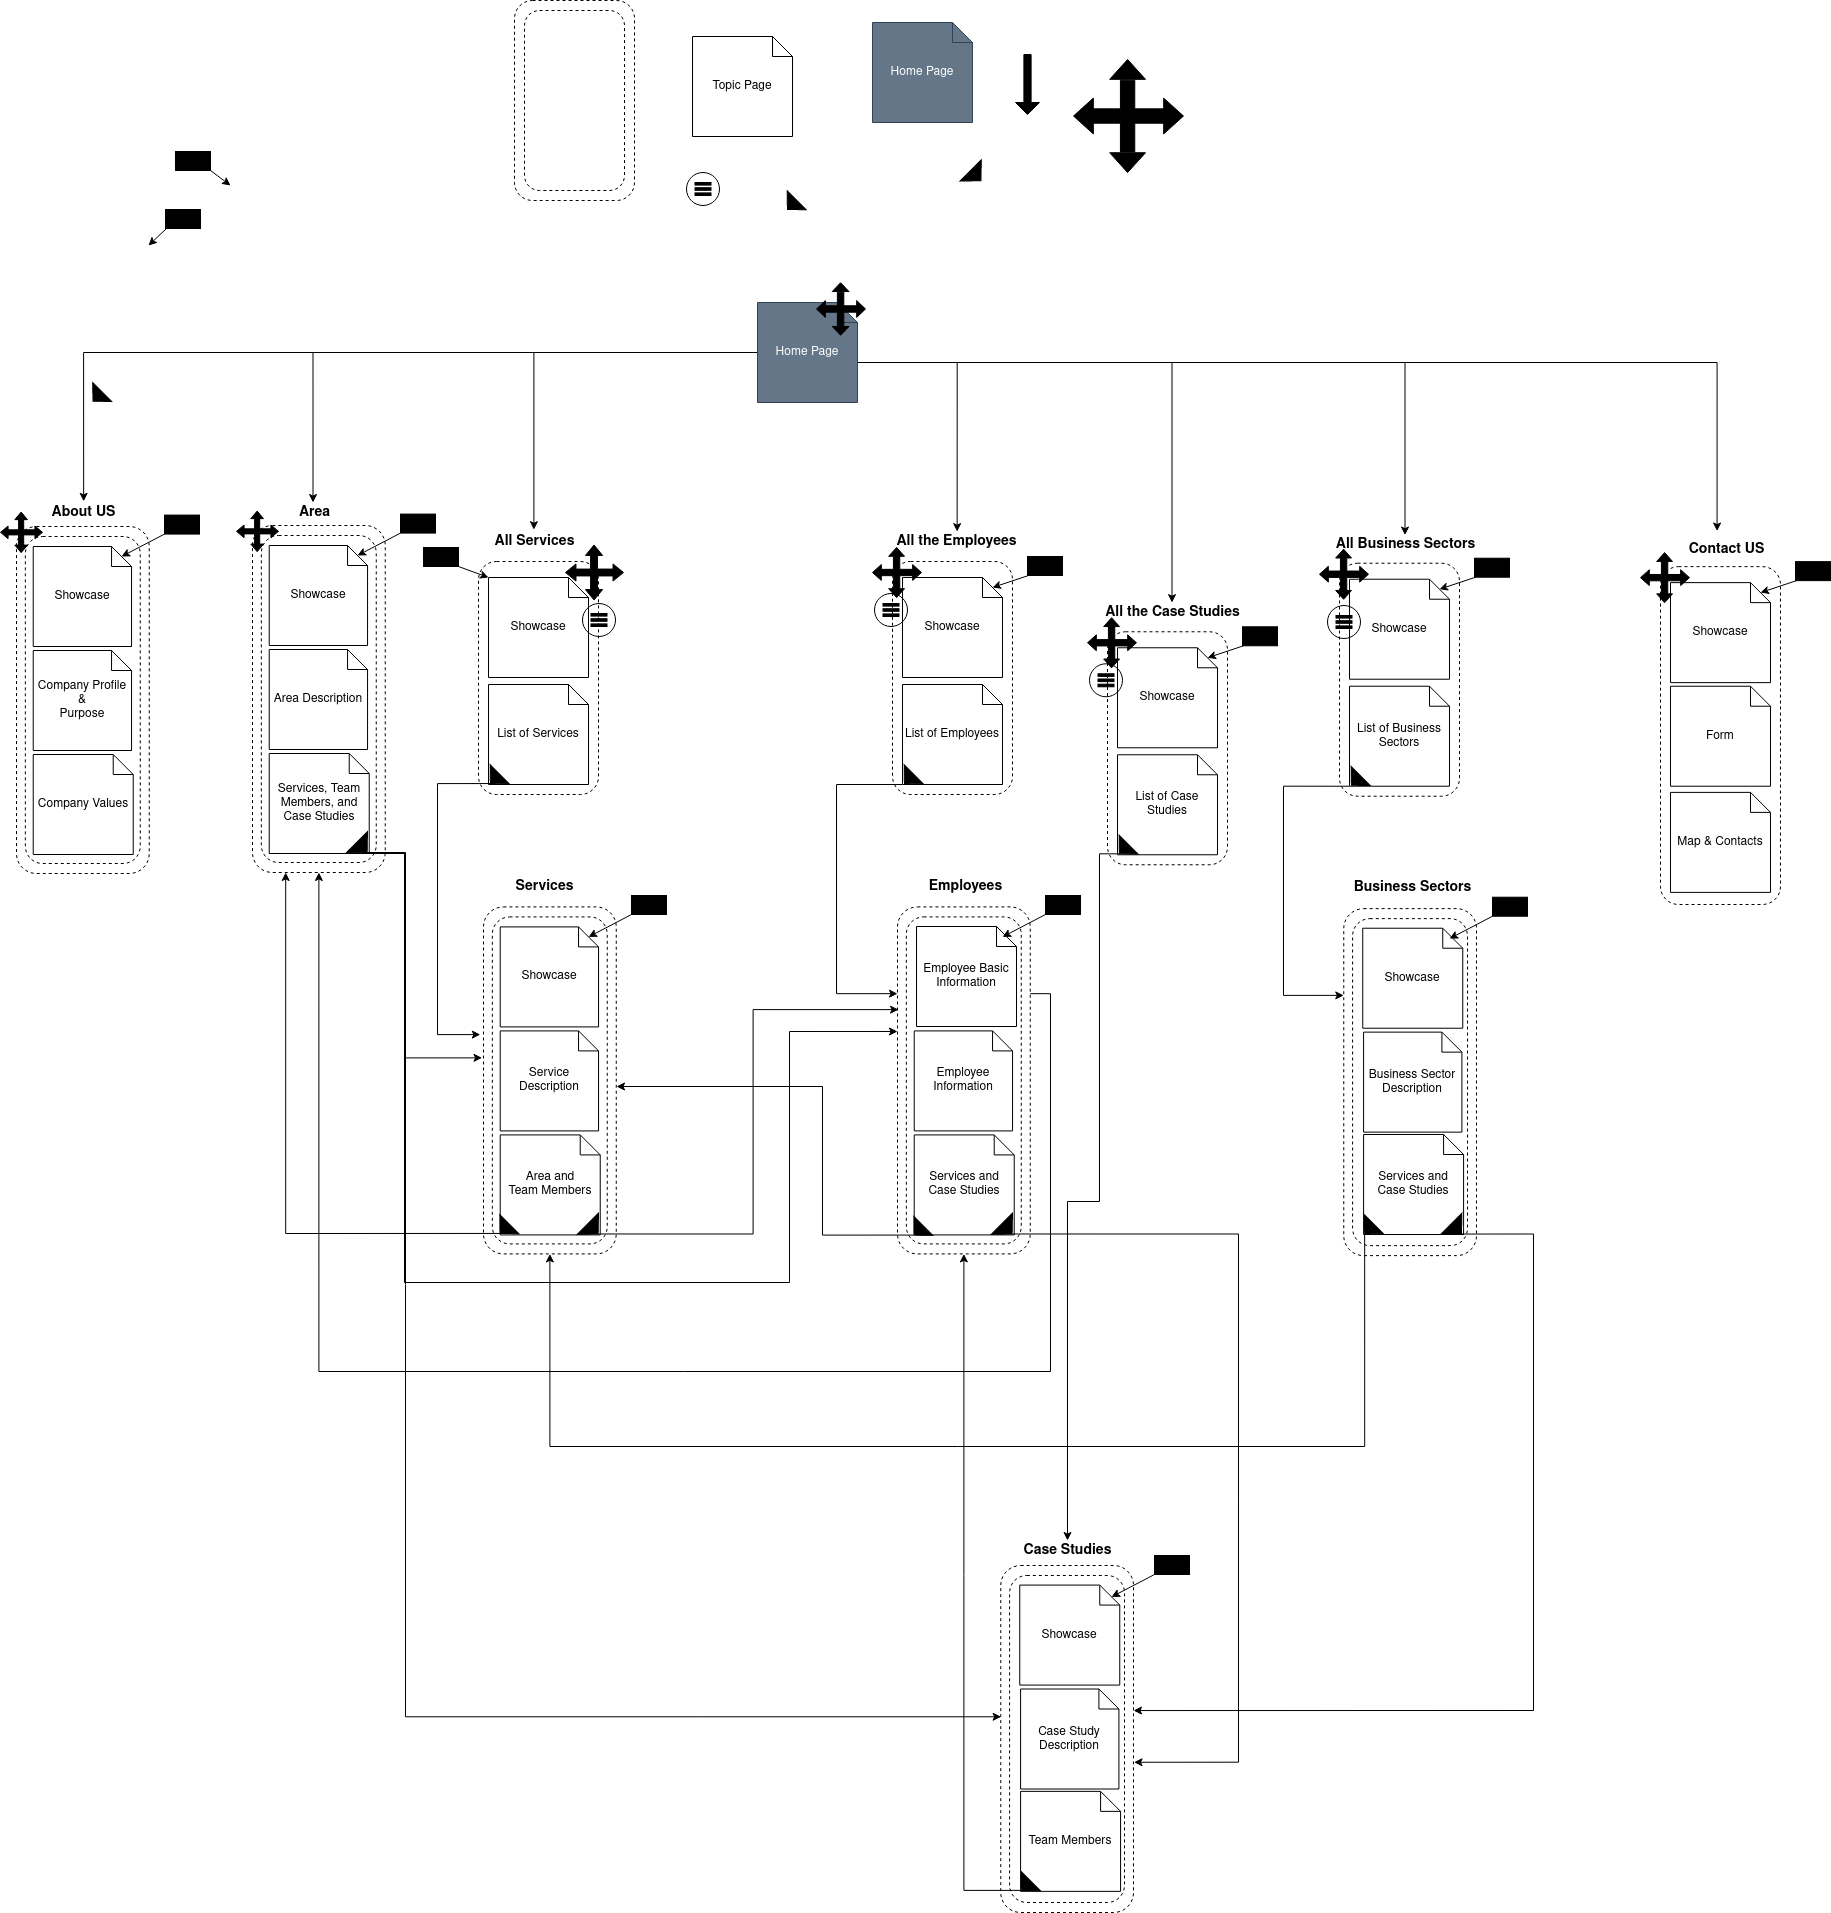 Topic Page
Home Page
Home Page
About US
Showcase
Company Profile
&
Purpose
Company Values
Area
Showcase
Area Description
Services, Team
Members, and
Case Studies
All Services
Showcase
List of Services
All the Employees
Showcase
List of Employees
All the Case Studies
Showcase
List of Case
Studies
All Business Sectors
Showcase
List of Business
Sectors
Contact US
Showcase
Form
Map & Contacts
Services
Showcase
Service
Description
Area and
Team Members
Employees
Employee Basic
Information
Employee
Information
Services and
Case Studies
Business Sectors
Showcase
Business Sector
Description
Services and
Case Studies
Case Studies
Showcase
Case Study
Description
Team Members